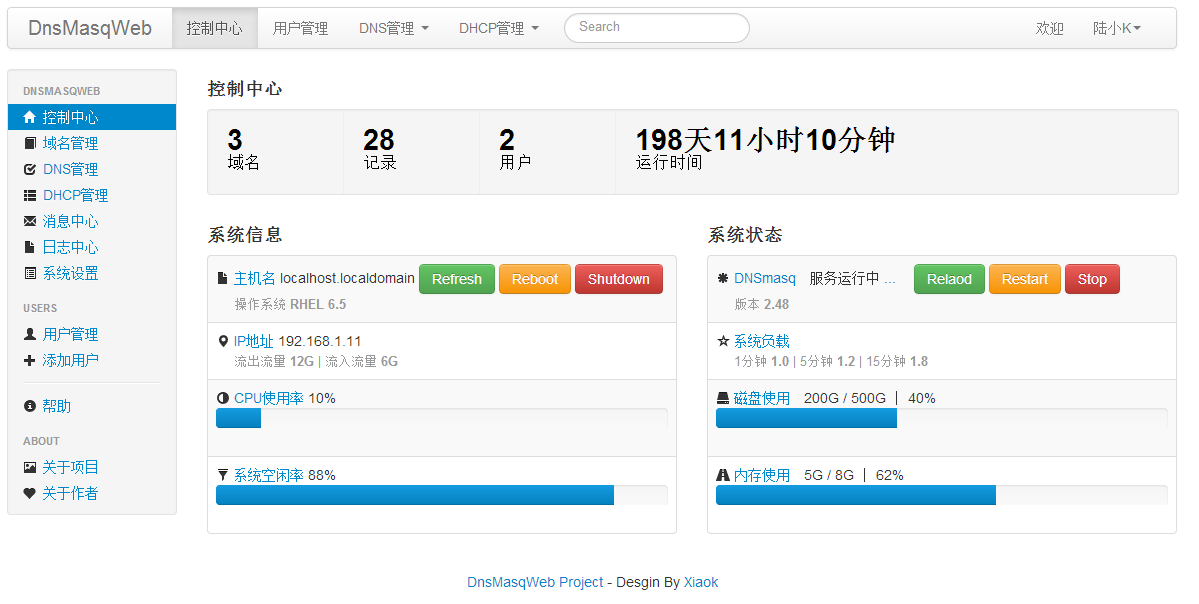 DnsMasqWeb 控制中心 用户管理 DNS管理 DHCP管理 Search 欢迎 陆小K
DNSMASQWEB
控制中心
域名管理
DNS管理
DHCP管理
消息中心
日志中心
系统设置
USERS
用户管理
添加用户
帮助
ABOUT
关于项目
关于作者
控制中心
3 28 2 198天11小时10分钟
域名 记录 用户 运行时间
系统信息
主机名 localhost.localdomain Refresh Reboot Shutdown
操作系统 RHEL 6.5
IP地址 192.168.1.11
流出流量 12G | 流入流量 6G
CPU使用率 10%
系统空闲率 88%
系统状态
DNSmasq 服务运行中 ... Relaod Restart Stop
版本 2.48
系统负载
1分钟 1.0 | 5分钟 1.2 | 15分钟 1.8
磁盘使用 200G / 500G | 40%
内存使用 5G / 8G | 62%
DnsMasqWeb Project - Desgin By Xiaok